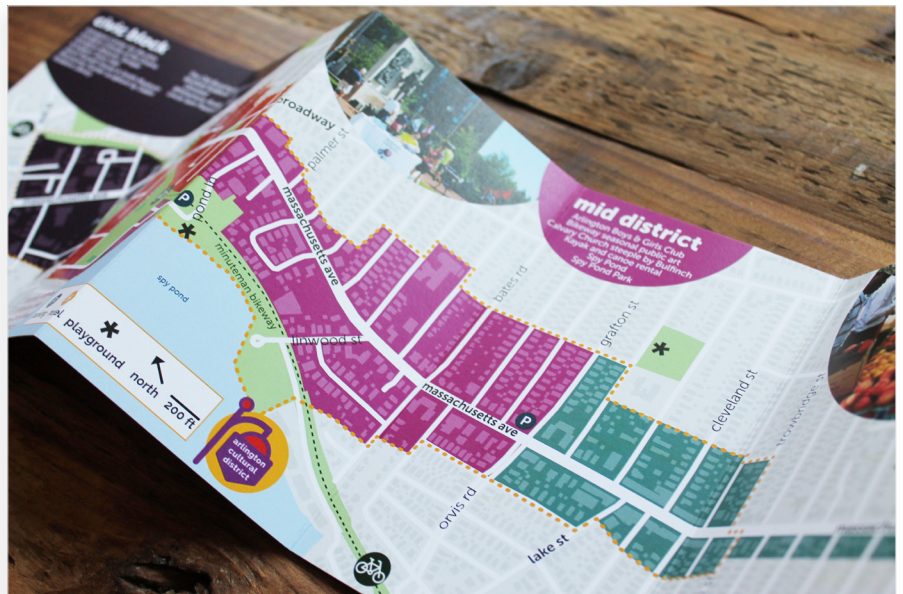 civic block
broadway
palmer st
pond ln
P
massachusetts ave
minuteman bikeway
spy pond
linwood st
mid district
Arlington Boys & Girls Club
Bikeway seasonal public art
Calvary Church steeple by Bulfinch
Kayak and canoe rental
Spy Pond
Spy Pond Park
bates rd
grafton st
cleveland st
massachusetts ave
P
orvis rd
lake st
playground
north
200 ft
arlington
cultural
district